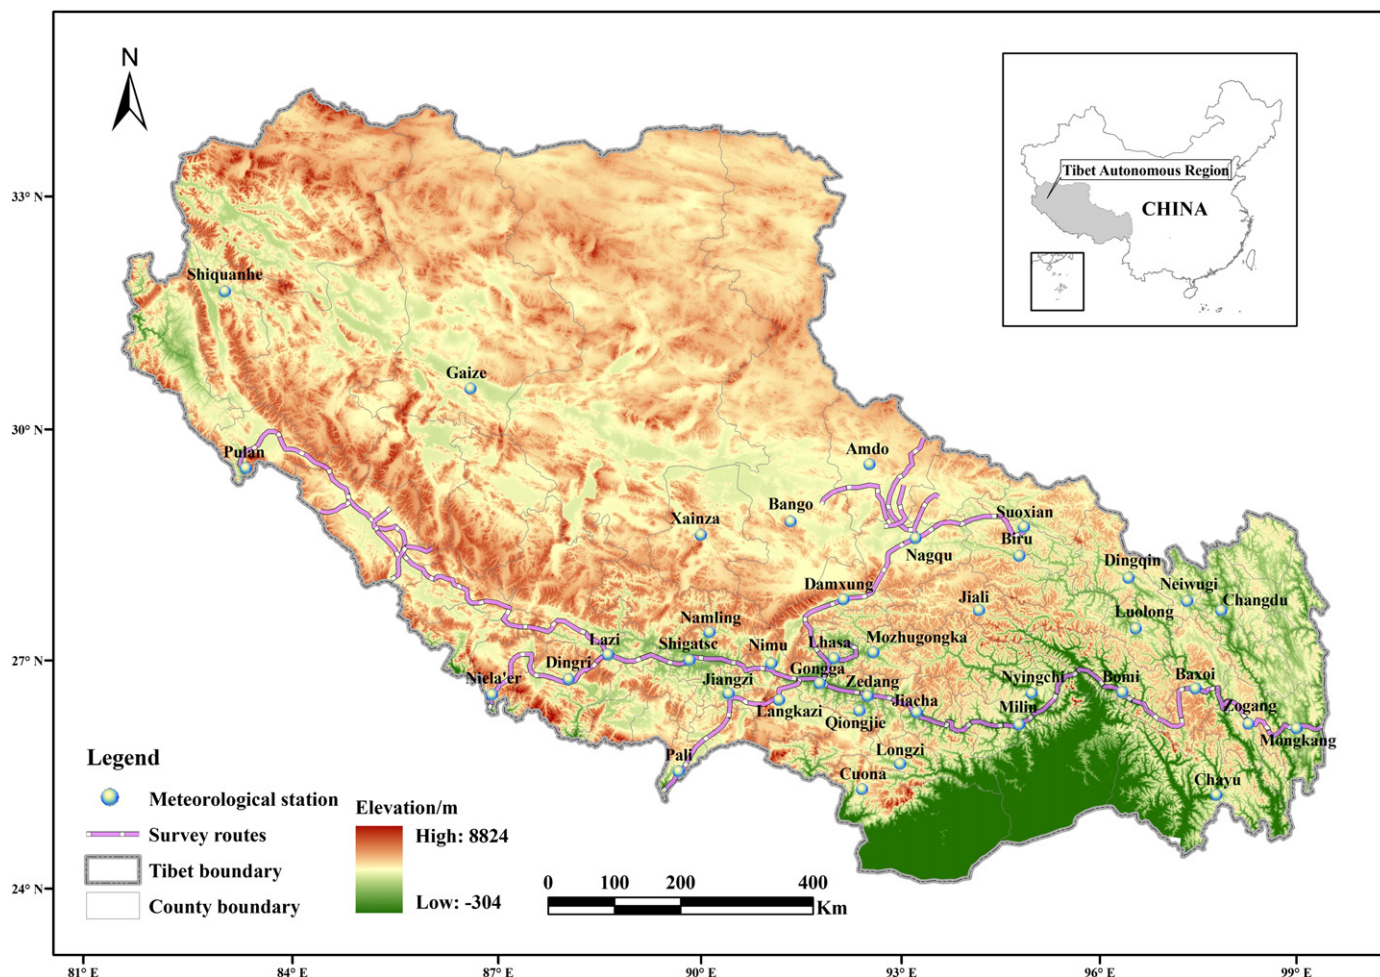 N
Tibet Autonomous Region
CHINA
33° N
30° N
27° N
24° N
Shiquanhe
Gaize
Pulan
Amdo
Bango
Xainza
Suoxian
Nagqu
Biru
Dingqin
Neiwugi
Changdu
Damxung
Jiali
Luolong
Namling
Lazi
Shigatse
Nimu
Lhasa
Mozhugongka
Dingri
Gongga
Niela'er
Jiangzi
Zedang
Nyingchi
Bomi
Baxoi
Langkazi
Jiacha
Qiongjie
Milin
Zogang
Mongkang
Pali
Longzi
Cuona
Chayu
Legend
Meteorological station
Survey routes
Tibet boundary
County boundary
Elevation/m
High: 8824
Low: -304
0 100 200 400
Km
81° E 84° E 87° E 90° E 93° E 96° E 99° E